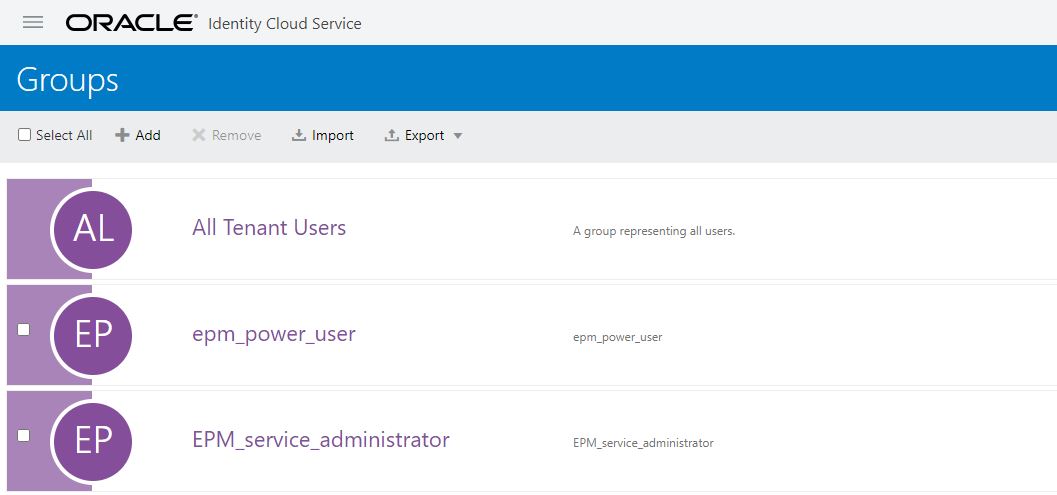 ORACLE Identity Cloud Service
Groups
Select All Add Remove Import Export
AL All Tenant Users A group representing all users.
EP epm_power_user epm_power_user
EP EPM_service_administrator EPM_service_administrator